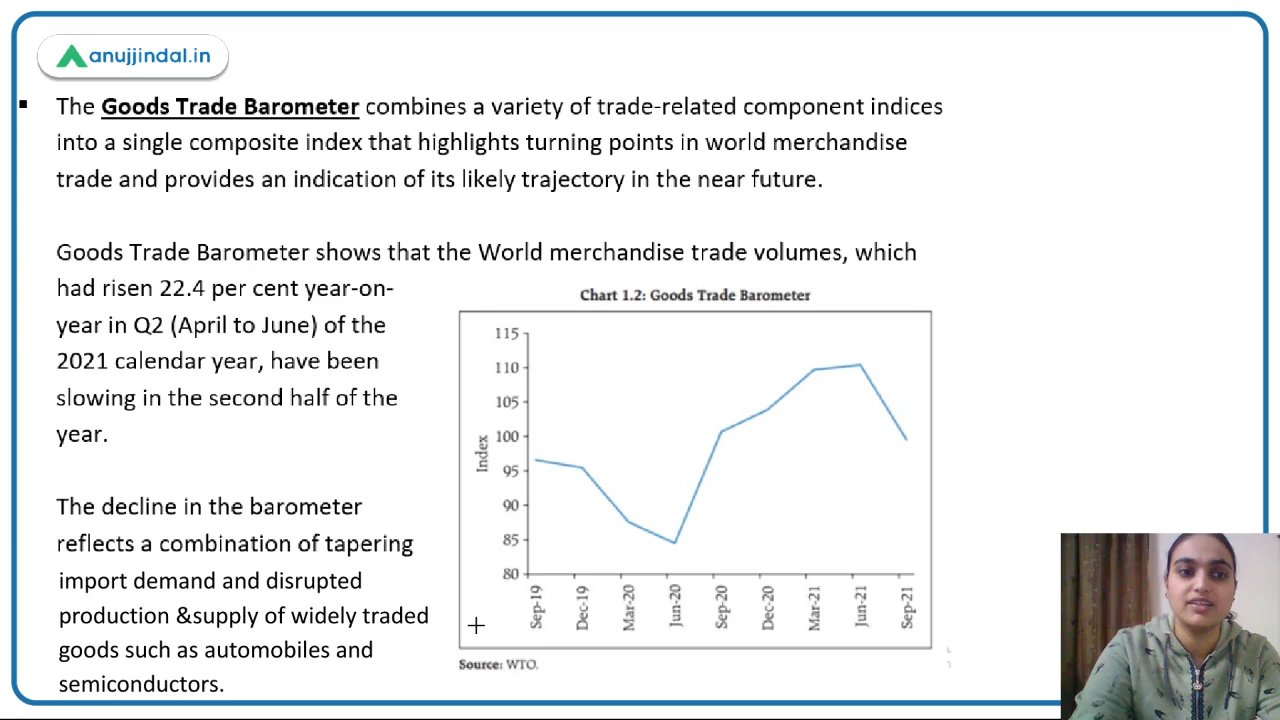 anujjindal.in
▪ The Goods Trade Barometer combines a variety of trade-related component indices
into a single composite index that highlights turning points in world merchandise
trade and provides an indication of its likely trajectory in the near future.
Goods Trade Barometer shows that the World merchandise trade volumes, which
had risen 22.4 per cent year-on-
year in Q2 (April to June) of the
2021 calendar year, have been
slowing in the second half of the
year.
The decline in the barometer
reflects a combination of tapering
import demand and disrupted
production &supply of widely traded
goods such as automobiles and
semiconductors.
Chart 1.2: Goods Trade Barometer
Index
115
110
105
100
95
90
85
80
Sep-19
Dec-19
Mar-20
Jun-20
Sep-20
Dec-20
Mar-21
Jun-21
Sep-21
Source: WTO.